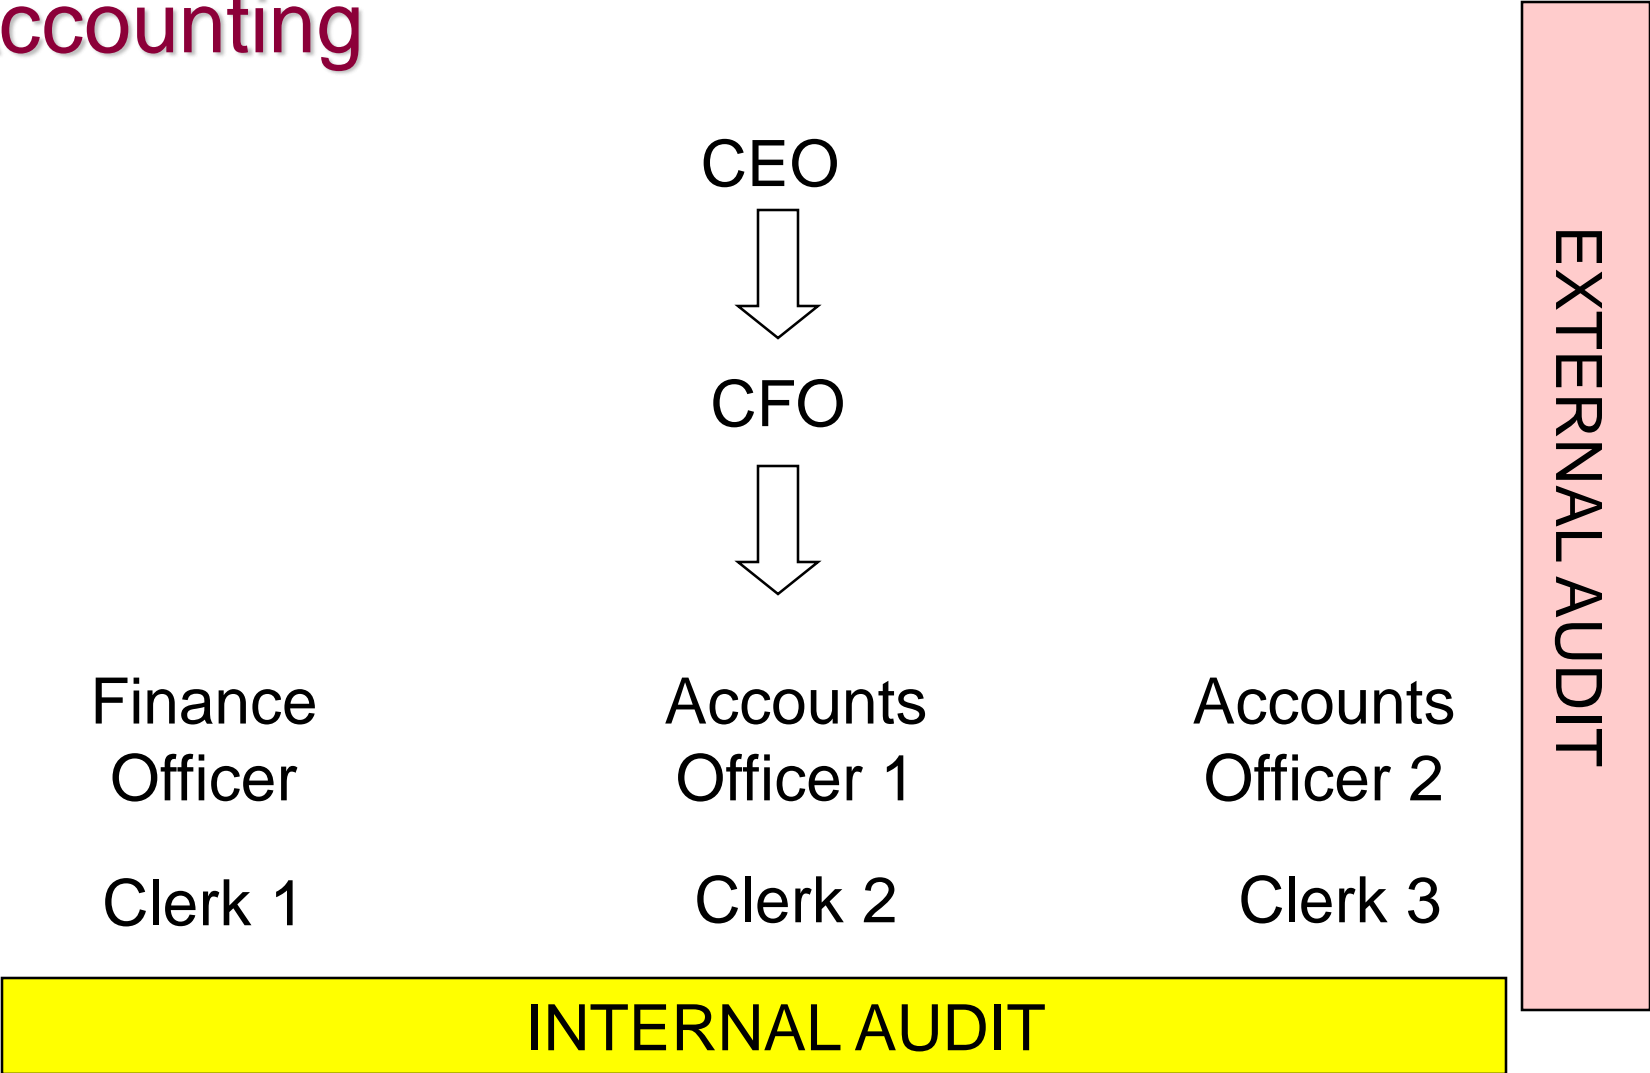 ccounting
CEO
CFO
Finance
Officer
Accounts
Officer 1
Accounts
Officer 2
Clerk 1
Clerk 2
Clerk 3
INTERNAL AUDIT
EXTERNAL AUDIT